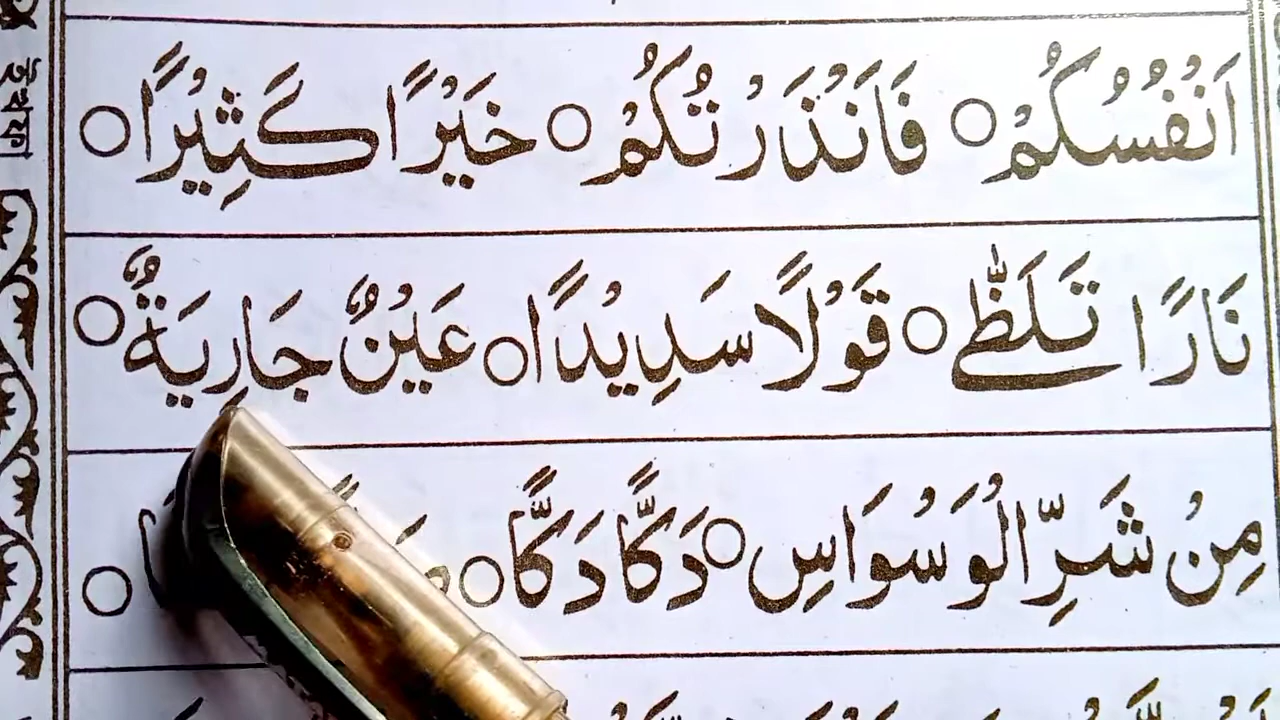 اَنْفُسُكُمْ ○ فَاَنْذَرْتُكُمْ ○ خَيْرًا كَثِيْرًا ○
نَارًا تَلَظّٰى ○ قَوْلًا سَدِيْدًا ○ عَيْنٌ جَارِيَةٌ ○
مِنْ شَرِّ الْوَسْوَاسِ ○ دَكًّا دَكًّا ○ ○